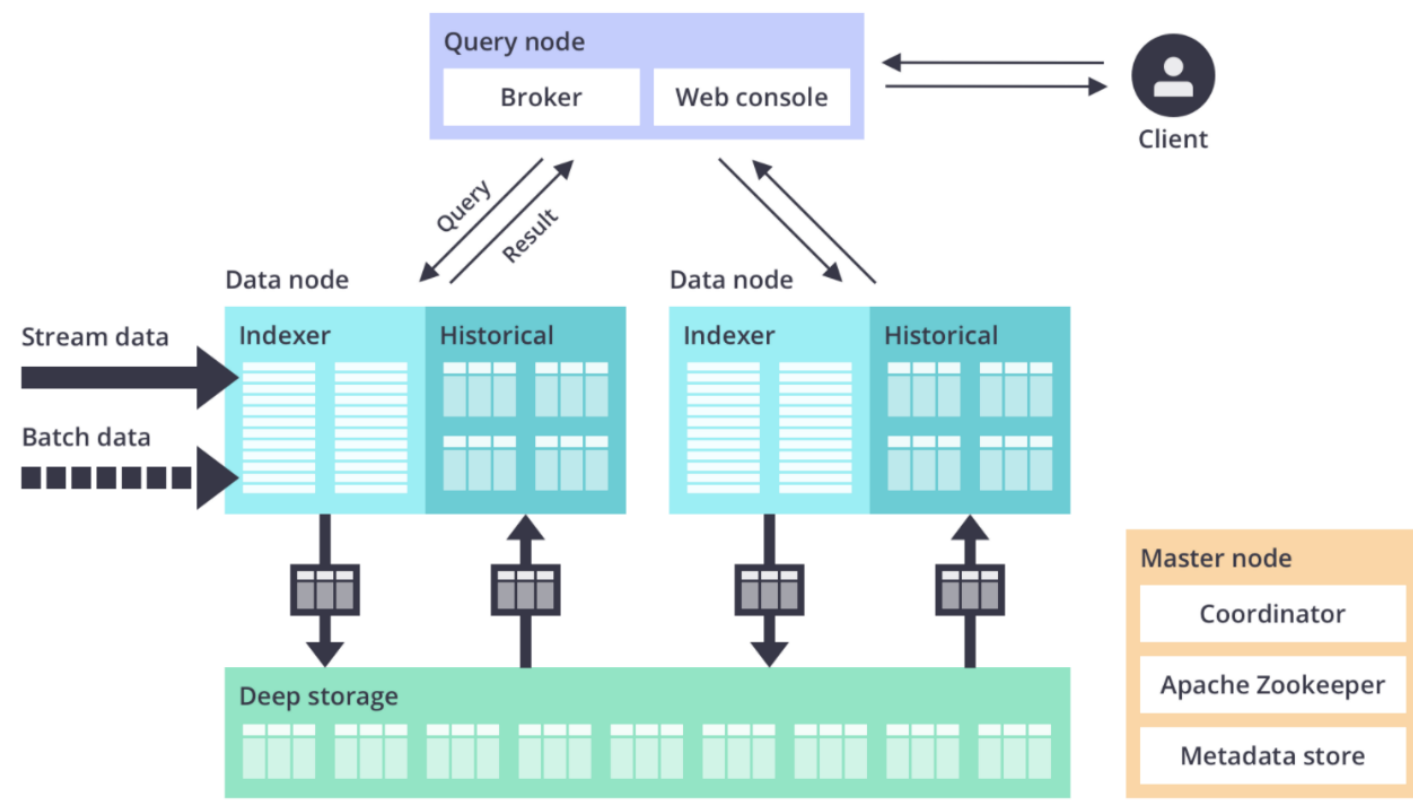 Query node
Broker
Web console
Client
Query
Result
Data node
Data node
Stream data
Indexer
Historical
Indexer
Historical
Batch data
Master node
Coordinator
Apache Zookeeper
Metadata store
Deep storage